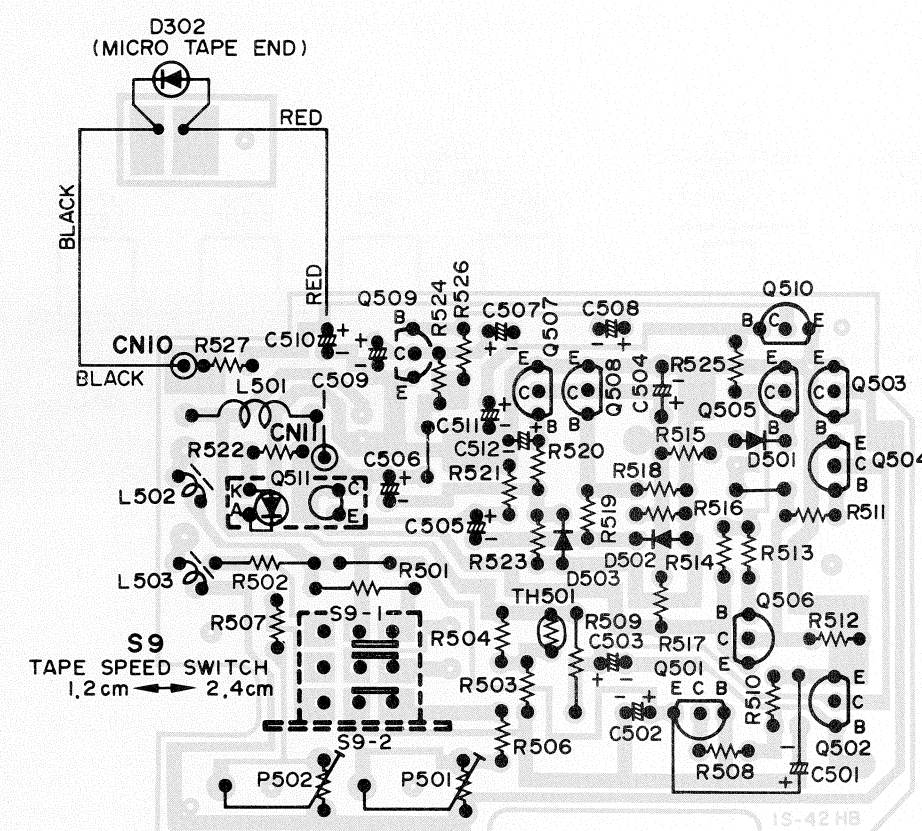 D302
(MICRO TAPE END)
RED
BLACK
RED
Q509
B
C
E
R524
R526
C507
Q507
C508
Q510
B C E
CN10
R527
C510
BLACK
L501
C509
CN11
R522
Q511
K
A
C
E
C506
C511
C512
R521
C505
R523
E
C
B
E
C
B
Q508
C504
R525
Q505
E
C
B
E
C
B
Q503
R520
R515
D501
E
C
B
Q504
R518
R519
R516
R511
L502
L503
R502
R501
D503
D502
R514
R513
R507
S9-1
R504
TH501
R509
C503
R517
B
C
E
Q506
R512
S9
TAPE SPEED SWITCH
1,2cm ↔ 2,4cm
R503
Q501
E C B
R510
E
C
B
Q502
S9-2
R506
C502
R508
C501
P502
P501
1S-42 HB